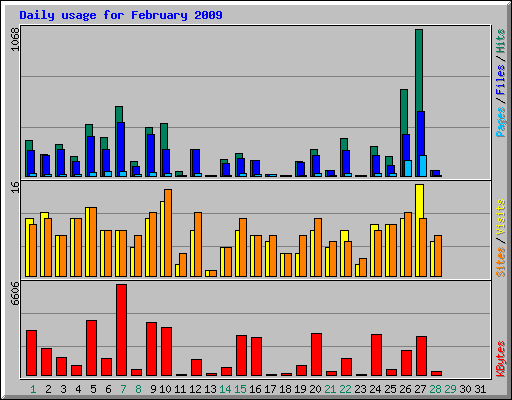 Daily usage for February 2009
1068
Pages / Files / Hits
16
Sites / Visits
6606
KBytes
1 2 3 4 5 6 7 8 9 10 11 12 13 14 15 16 17 18 19 20 21 22 23 24 25 26 27 28 29 30 31